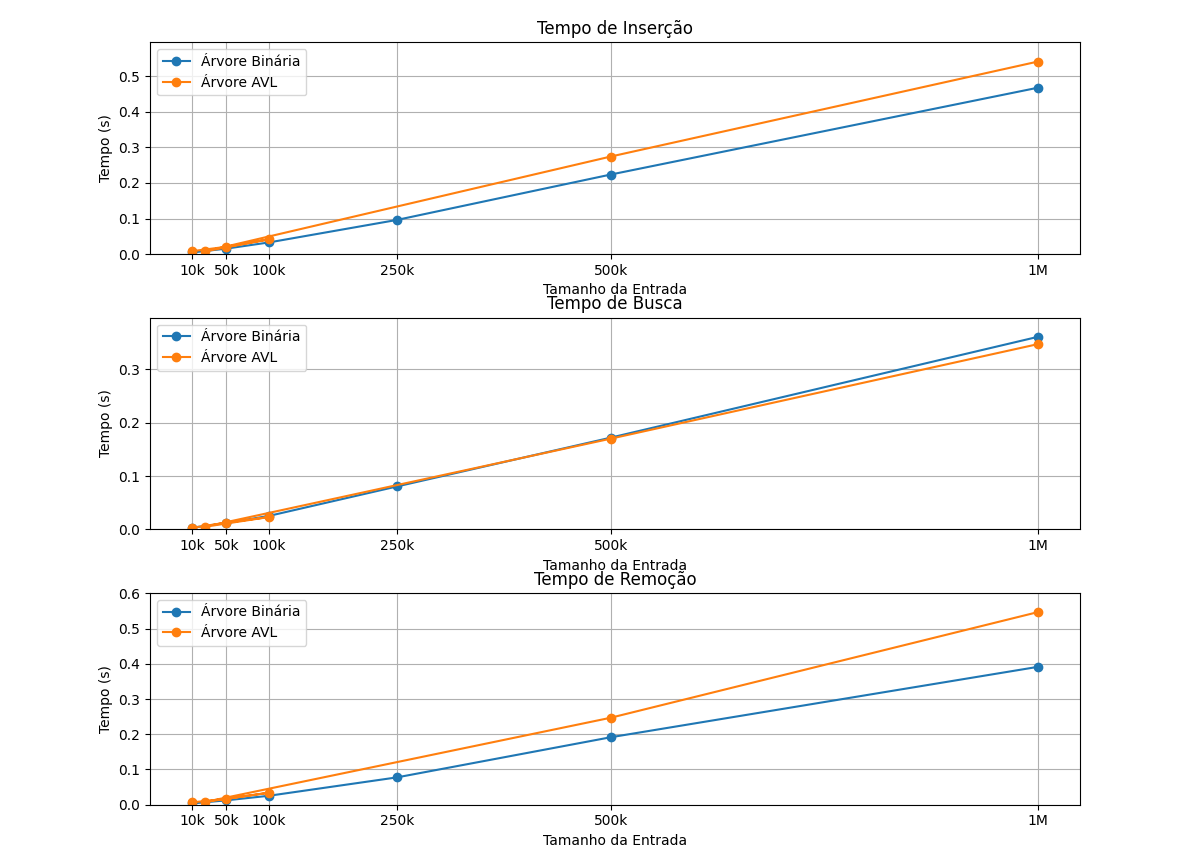 Tempo de Inserção
Árvore Binária
Árvore AVL
Tempo (s)
0.5
0.4
0.3
0.2
0.1
0.0
10k 50k 100k 250k 500k 1M
Tamanho da Entrada
Tempo de Busca
Árvore Binária
Árvore AVL
Tempo (s)
0.3
0.2
0.1
0.0
10k 50k 100k 250k 500k 1M
Tamanho da Entrada
Tempo de Remoção
Árvore Binária
Árvore AVL
Tempo (s)
0.6
0.5
0.4
0.3
0.2
0.1
0.0
10k 50k 100k 250k 500k 1M
Tamanho da Entrada